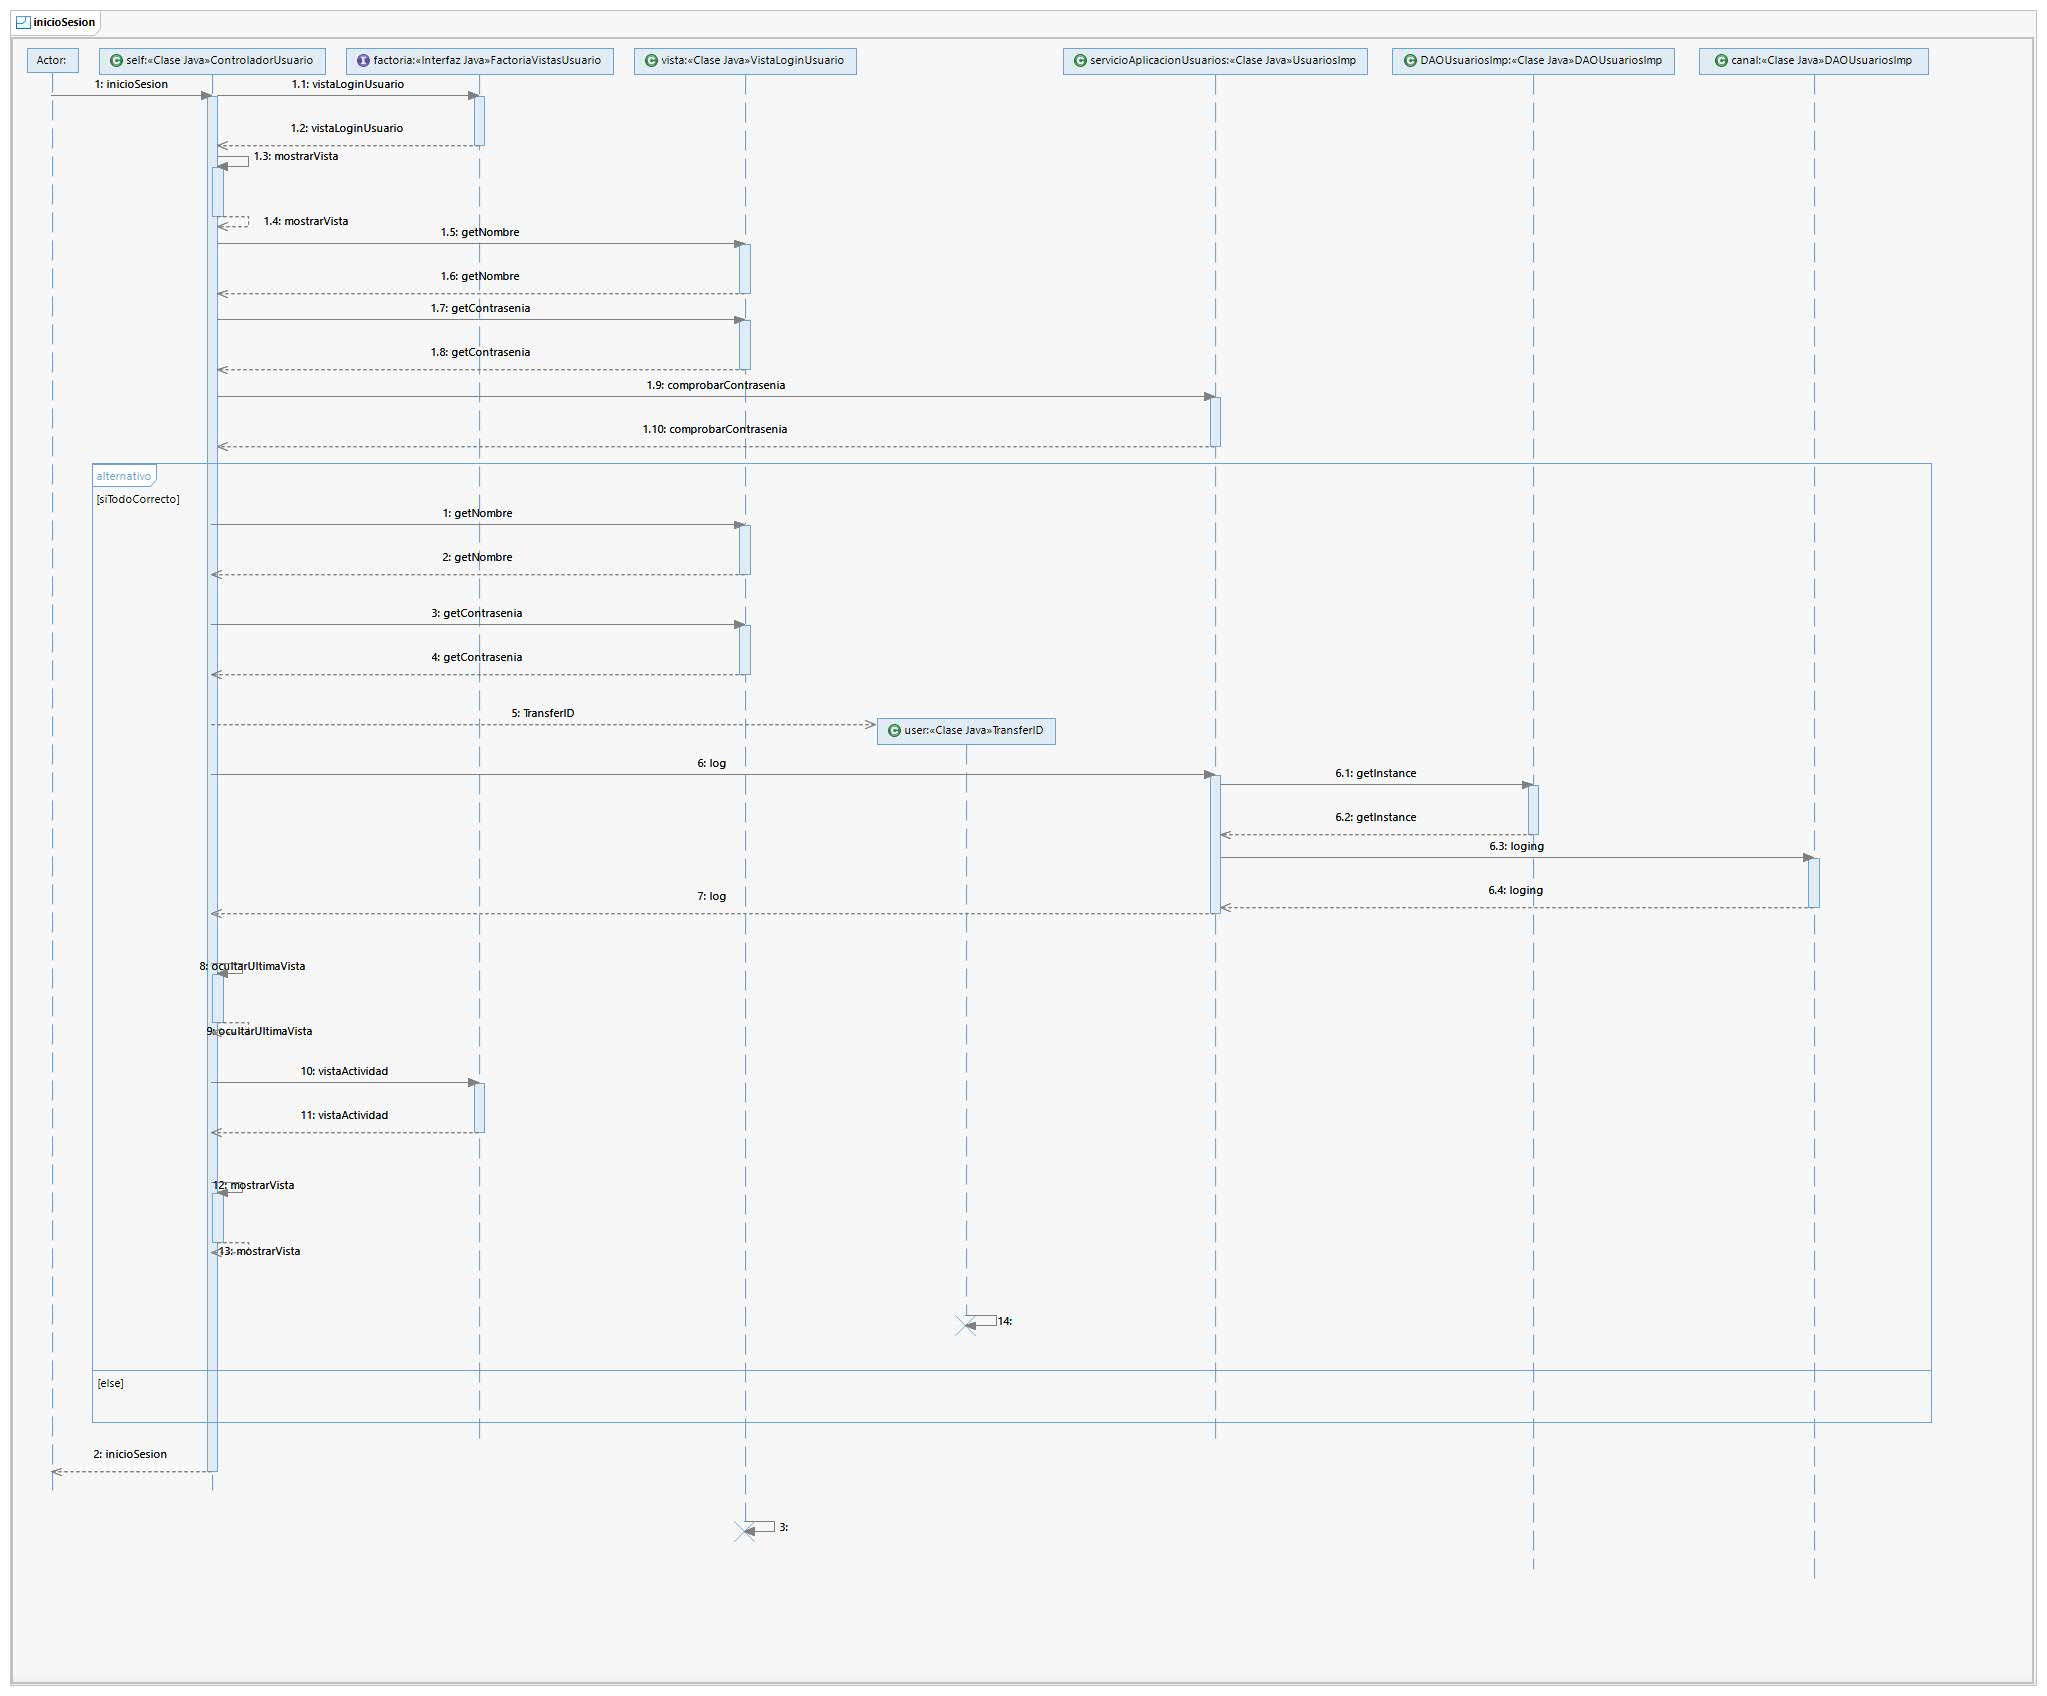 inicioSesion
Actor:
self:«Clase Java»ControladorUsuario
factoria:«Interfaz Java»FactoriaVistasUsuario
vista:«Clase Java»VistaLoginUsuario
servicioAplicacionUsuarios:«Clase Java»UsuariosImp
DAOUsuariosImp:«Clase Java»DAOUsuariosImp
canal:«Clase Java»DAOUsuariosImp
1: inicioSesion
1.1: vistaLoginUsuario
1.2: vistaLoginUsuario
1.3: mostrarVista
1.4: mostrarVista
1.5: getNombre
1.6: getNombre
1.7: getContrasenia
1.8: getContrasenia
1.9: comprobarContrasenia
1.10: comprobarContrasenia
alternativo
[siTodoCorrecto]
1: getNombre
2: getNombre
3: getContrasenia
4: getContrasenia
5: TransferID
user:«Clase Java»TransferID
6: log
6.1: getInstance
6.2: getInstance
6.3: loging
6.4: loging
7: log
8: ocultarUltimaVista
9: ocultarUltimaVista
10: vistaActividad
11: vistaActividad
12: mostrarVista
13: mostrarVista
14:
[else]
2: inicioSesion
3: